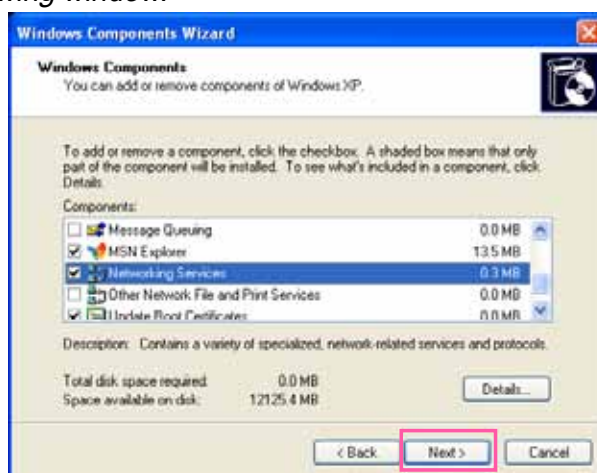 Windows Components Wizard
Windows Components
You can add or remove components of Windows XP.
To add or remove a component, click the checkbox. A shaded box means that only
part of the component will be installed. To see what's included in a component, click
Details.
Components:
Message Queuing 0.0 MB
MSN Explorer 13.5 MB
Networking Services 0.3 MB
Other Network File and Print Services 0.0 MB
Update Root Certificates 0.0 MB
Description: Contains a variety of specialized, network-related services and protocols.
Total disk space required: 0.0 MB
Space available on disk: 12125.4 MB
Details...
< Back Next > Cancel